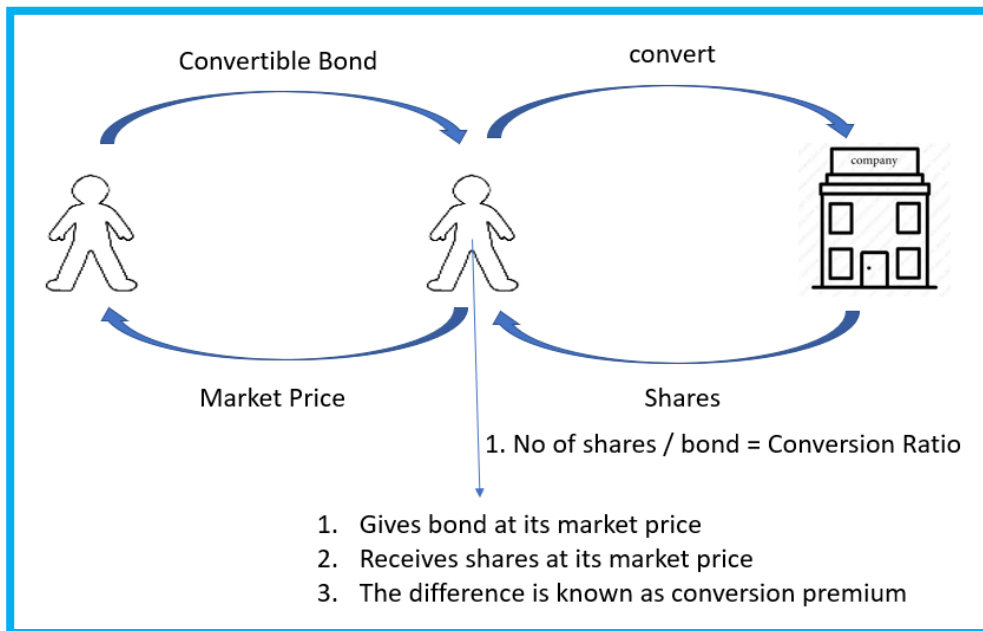 Convertible Bond
convert
company
Market Price
Shares
1. No of shares / bond = Conversion Ratio
1. Gives bond at its market price
2. Receives shares at its market price
3. The difference is known as conversion premium